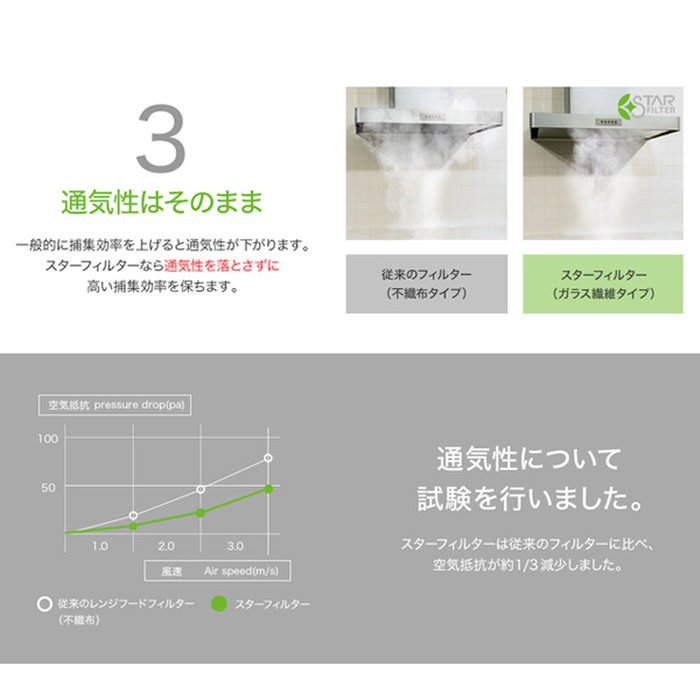 3
通気性はそのまま
一般的に捕集効率を上げると通気性が下がります。
スターフィルターなら通気性を落とさずに
高い捕集効率を保ちます。
STAR
FILTER
従来のフィルター
（不織布タイプ）
スターフィルター
（ガラス繊維タイプ）
空気抵抗 pressure drop(pa)
100
50
1.0 2.0 3.0
風速 Air speed(m/s)
従来のレンジフードフィルター
（不織布）
スターフィルター
通気性について
試験を行いました。
スターフィルターは従来のフィルターに比べ、
空気抵抗が約1/3減少しました。